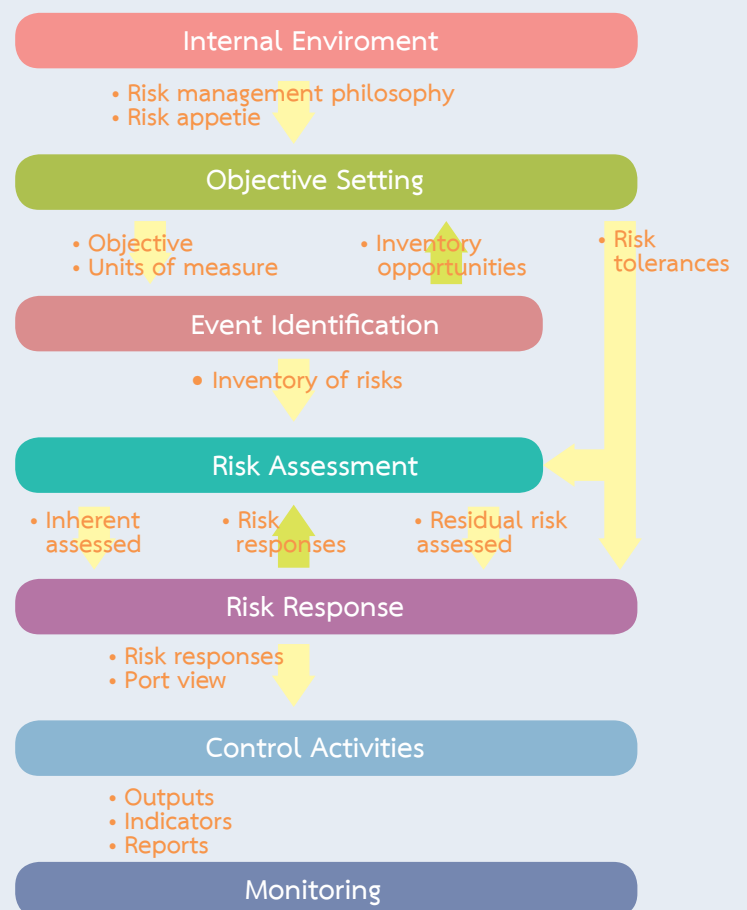 Internal Enviroment
• Risk management philosophy
• Risk appetie
Objective Setting
• Objective
• Units of measure
• Inventory
opportunities
• Risk
tolerances
Event Identification
• Inventory of risks
Risk Assessment
• Inherent
assessed
• Risk
responses
• Residual risk
assessed
Risk Response
• Risk responses
• Port view
Control Activities
• Outputs
• Indicators
• Reports
Monitoring